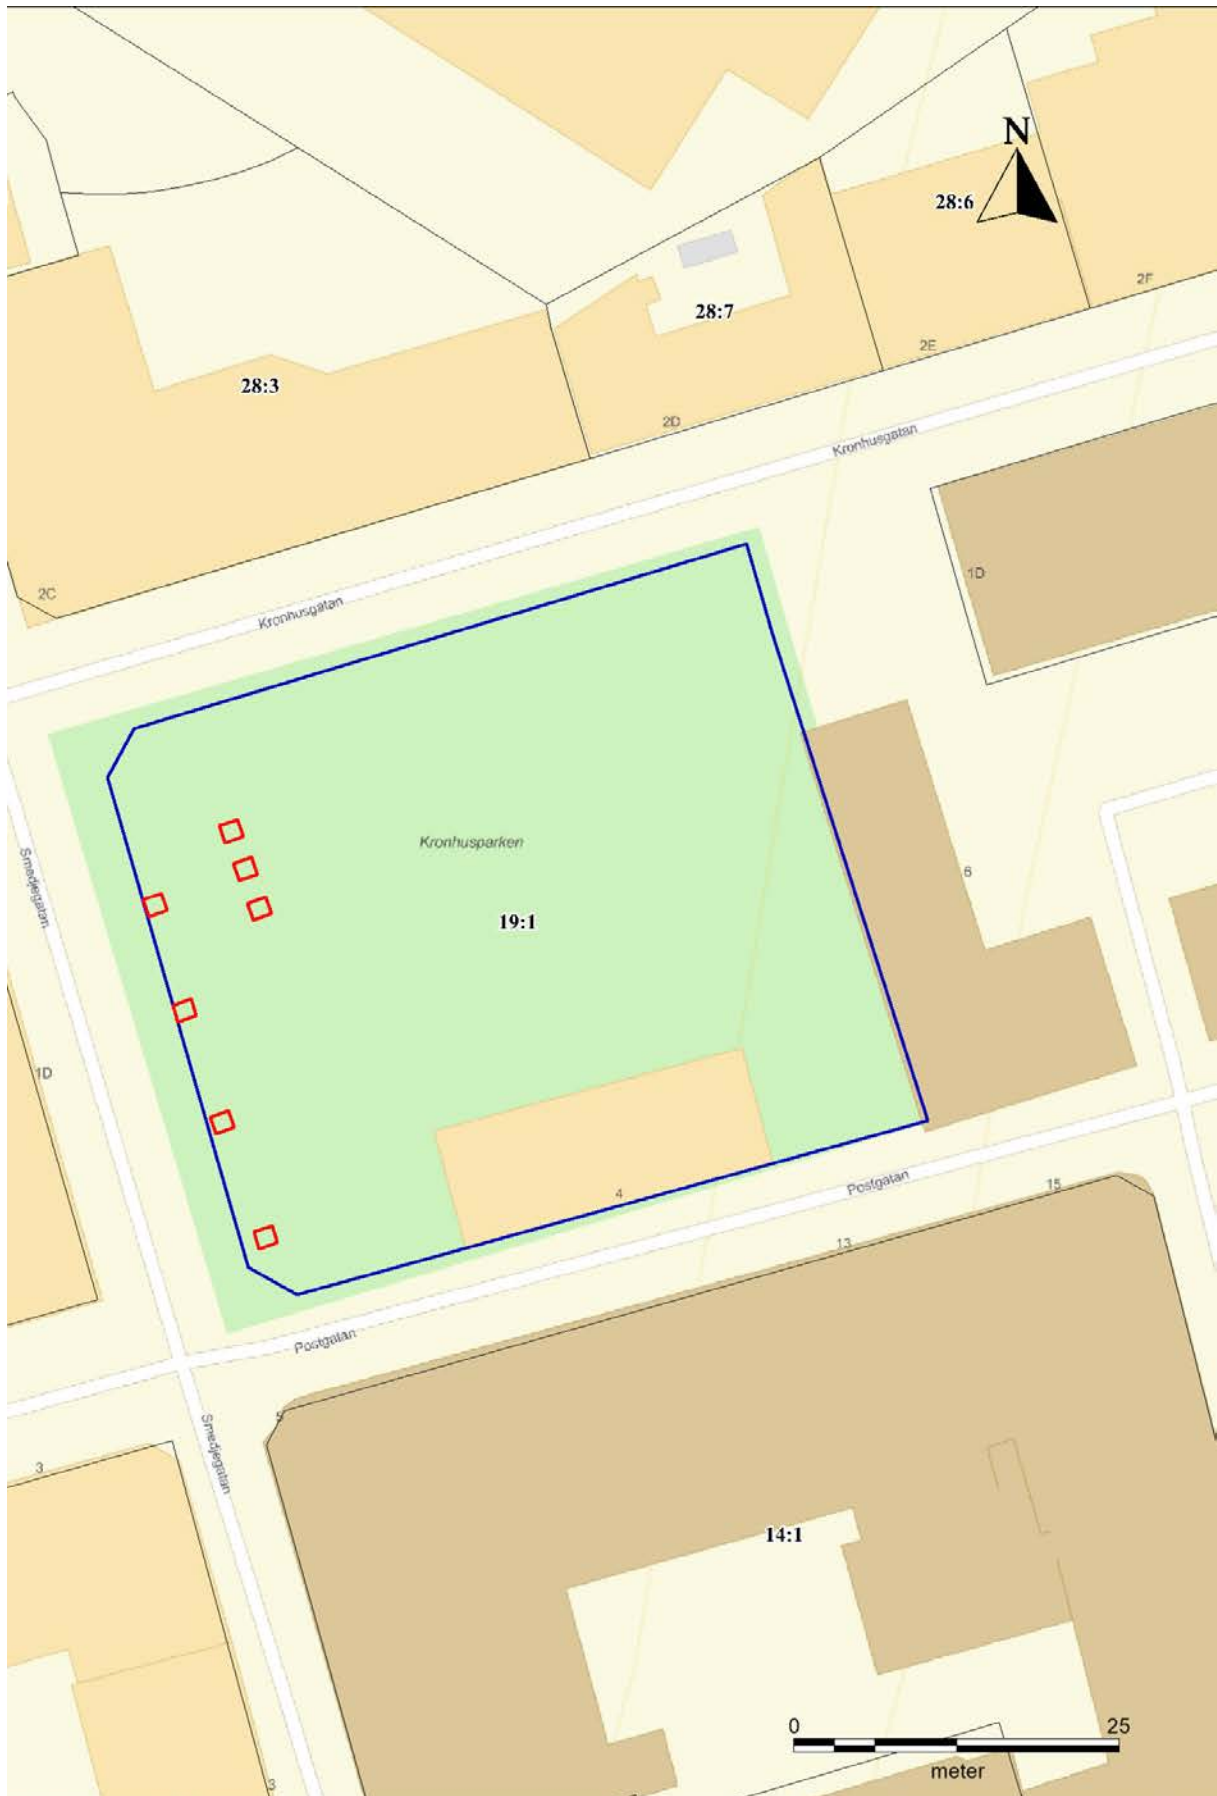 N
28:6
2F
28:7
2E
28:3
2D
Kronhusgatan
1D
2C
Kronhusgatan
Kronhusparken
Smedjegatan
6
19:1
1D
4
Postgatan
15
13
Postgatan
5
Smedjegatan
3
14:1
0 25
meter
3